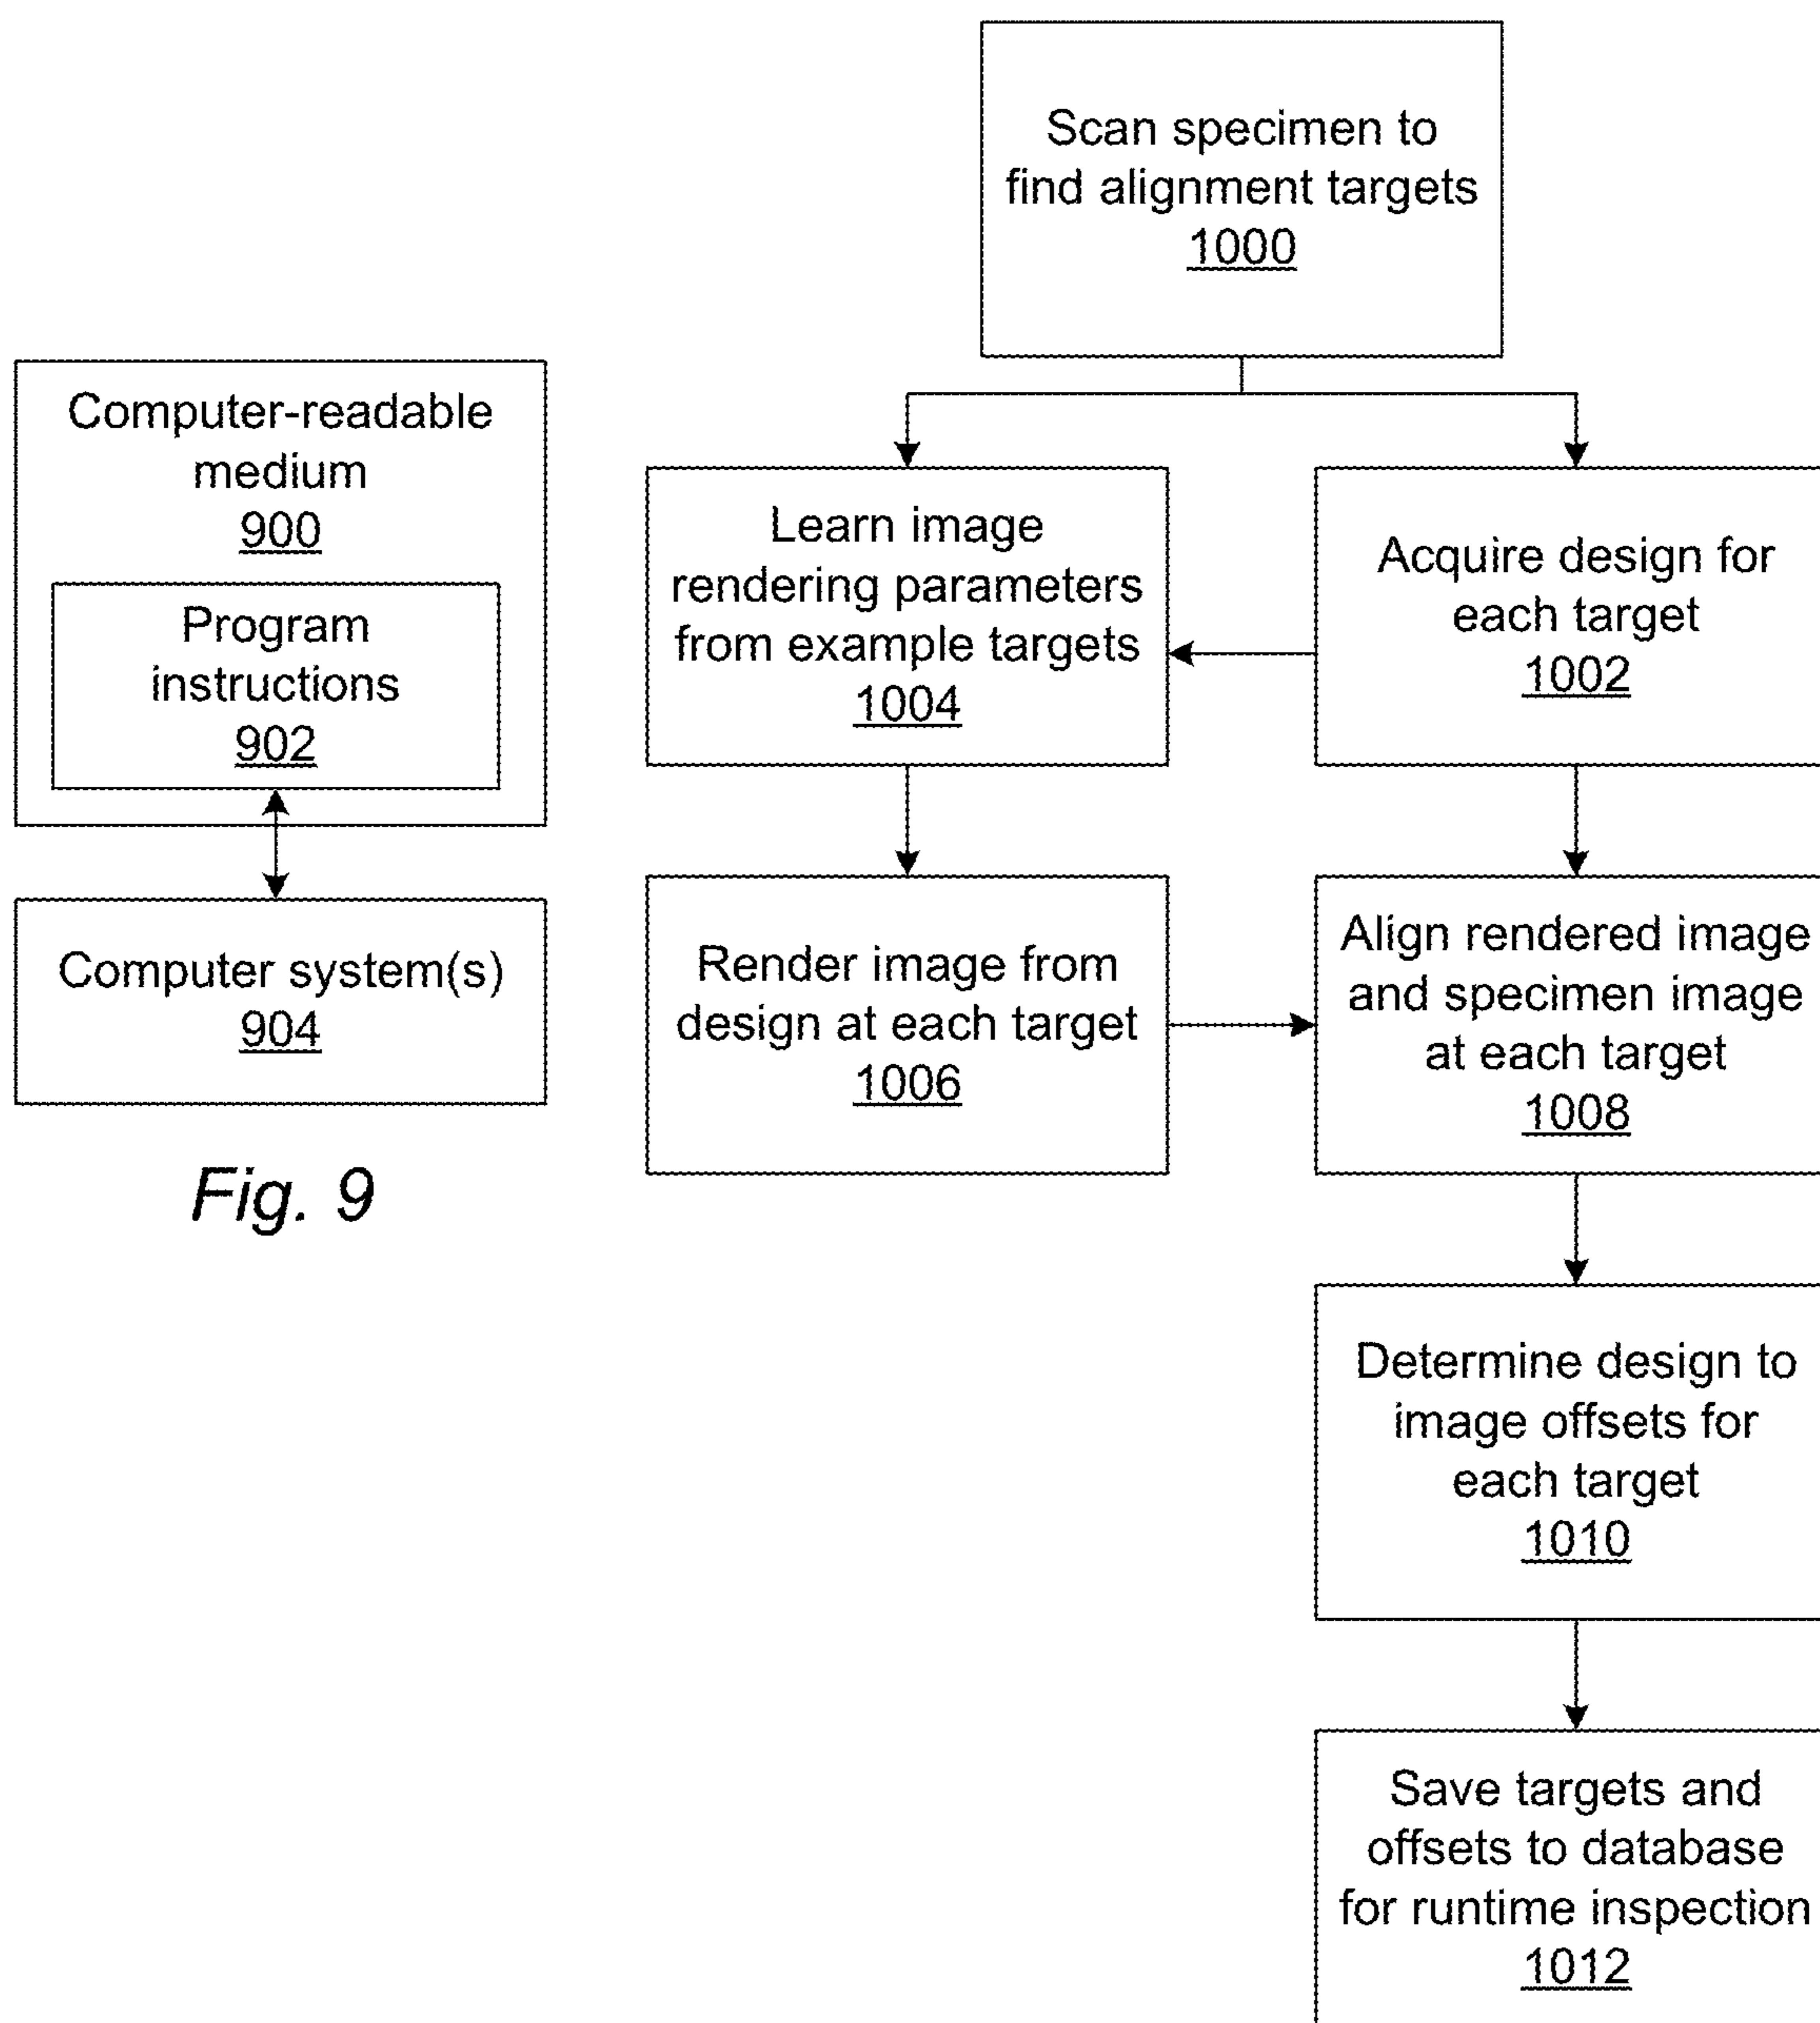 Computer-readable
medium
900
Program
instructions
902
Computer system(s)
904
Fig. 9
Scan specimen to
find alignment targets
1000
Learn image
rendering parameters
from example targets
1004
Acquire design for
each target
1002
Render image from
design at each target
1006
Align rendered image
and specimen image
at each target
1008
Determine design to
image offsets for
each target
1010
Save targets and
offsets to database
for runtime inspection
1012